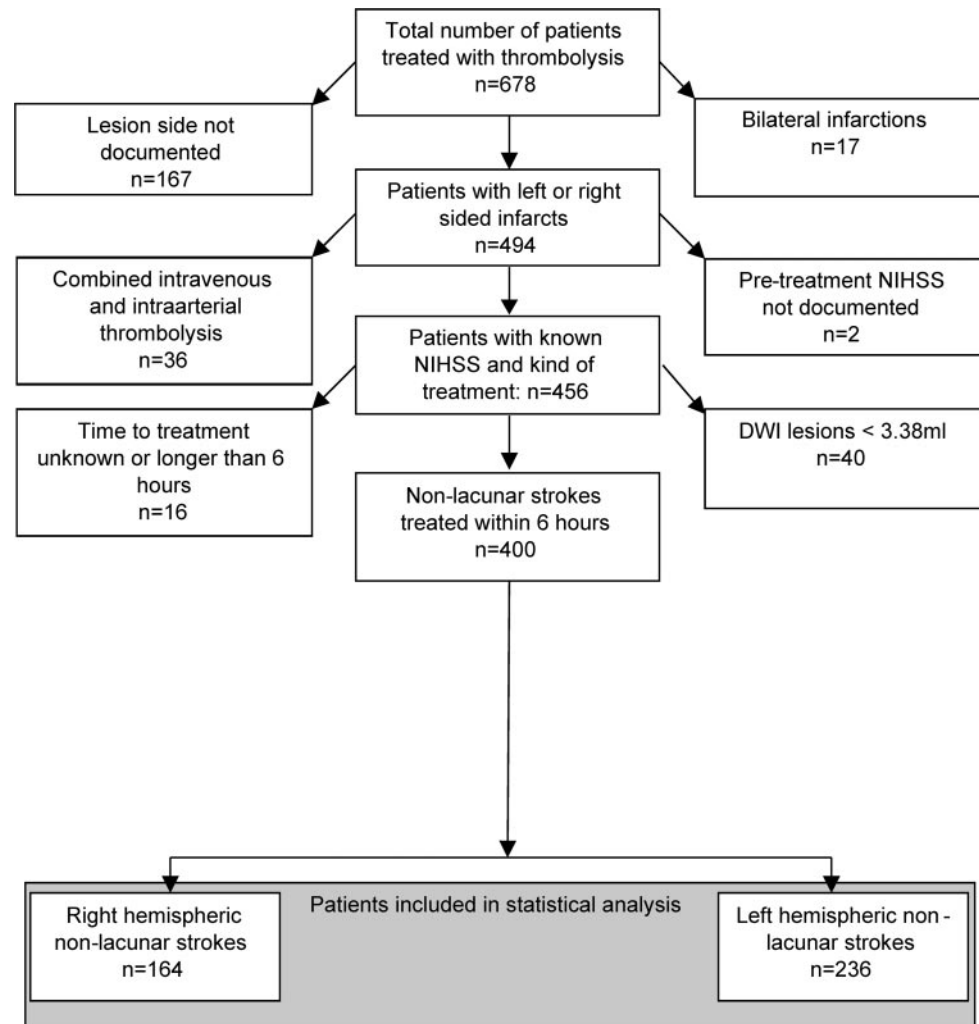 Total number of patients
treated with thrombolysis
n=678
Lesion side not
documented
n=167
Bilateral infarctions
n=17
Patients with left or right
sided infarcts
n=494
Combined intravenous
and intraarterial
thrombolysis
n=36
Pre-treatment NIHSS
not documented
n=2
Patients with known
NIHSS and kind of
treatment: n=456
Time to treatment
unknown or longer than 6
hours
n=16
DWI lesions < 3.38ml
n=40
Non-lacunar strokes
treated within 6 hours
n=400
Patients included in statistical analysis
Right hemispheric
non-lacunar strokes
n=164
Left hemispheric non-
lacunar strokes
n=236